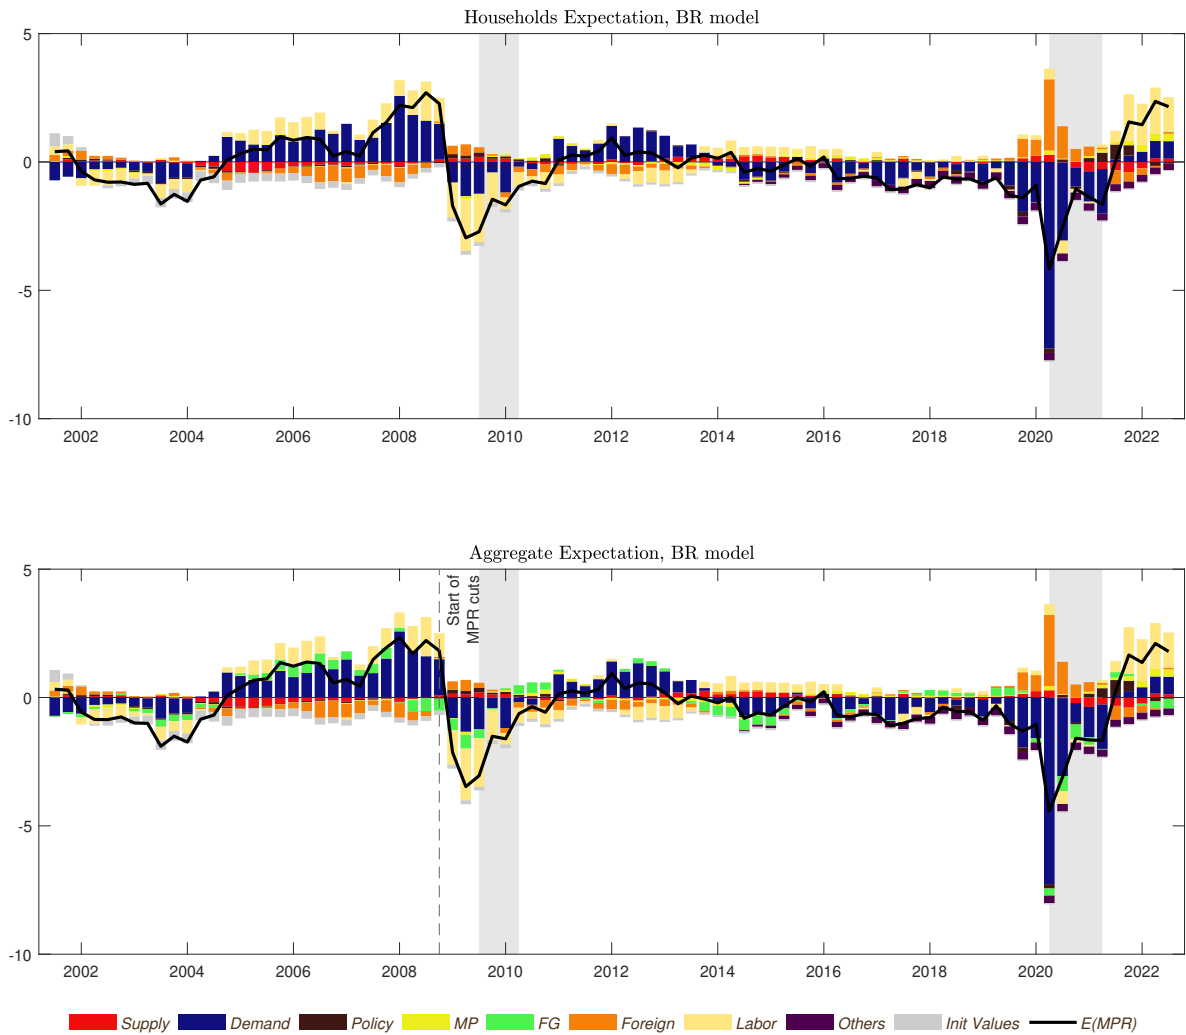 Households Expectation, BR model
5
0
-5
-10
2002 2004 2006 2008 2010 2012 2014 2016 2018 2020 2022
Aggregate Expectation, BR model
Start of
MPR cuts
5
0
-5
-10
2002 2004 2006 2008 2010 2012 2014 2016 2018 2020 2022
Supply Demand Policy MP FG Foreign Labor Others Init Values E(MPR)